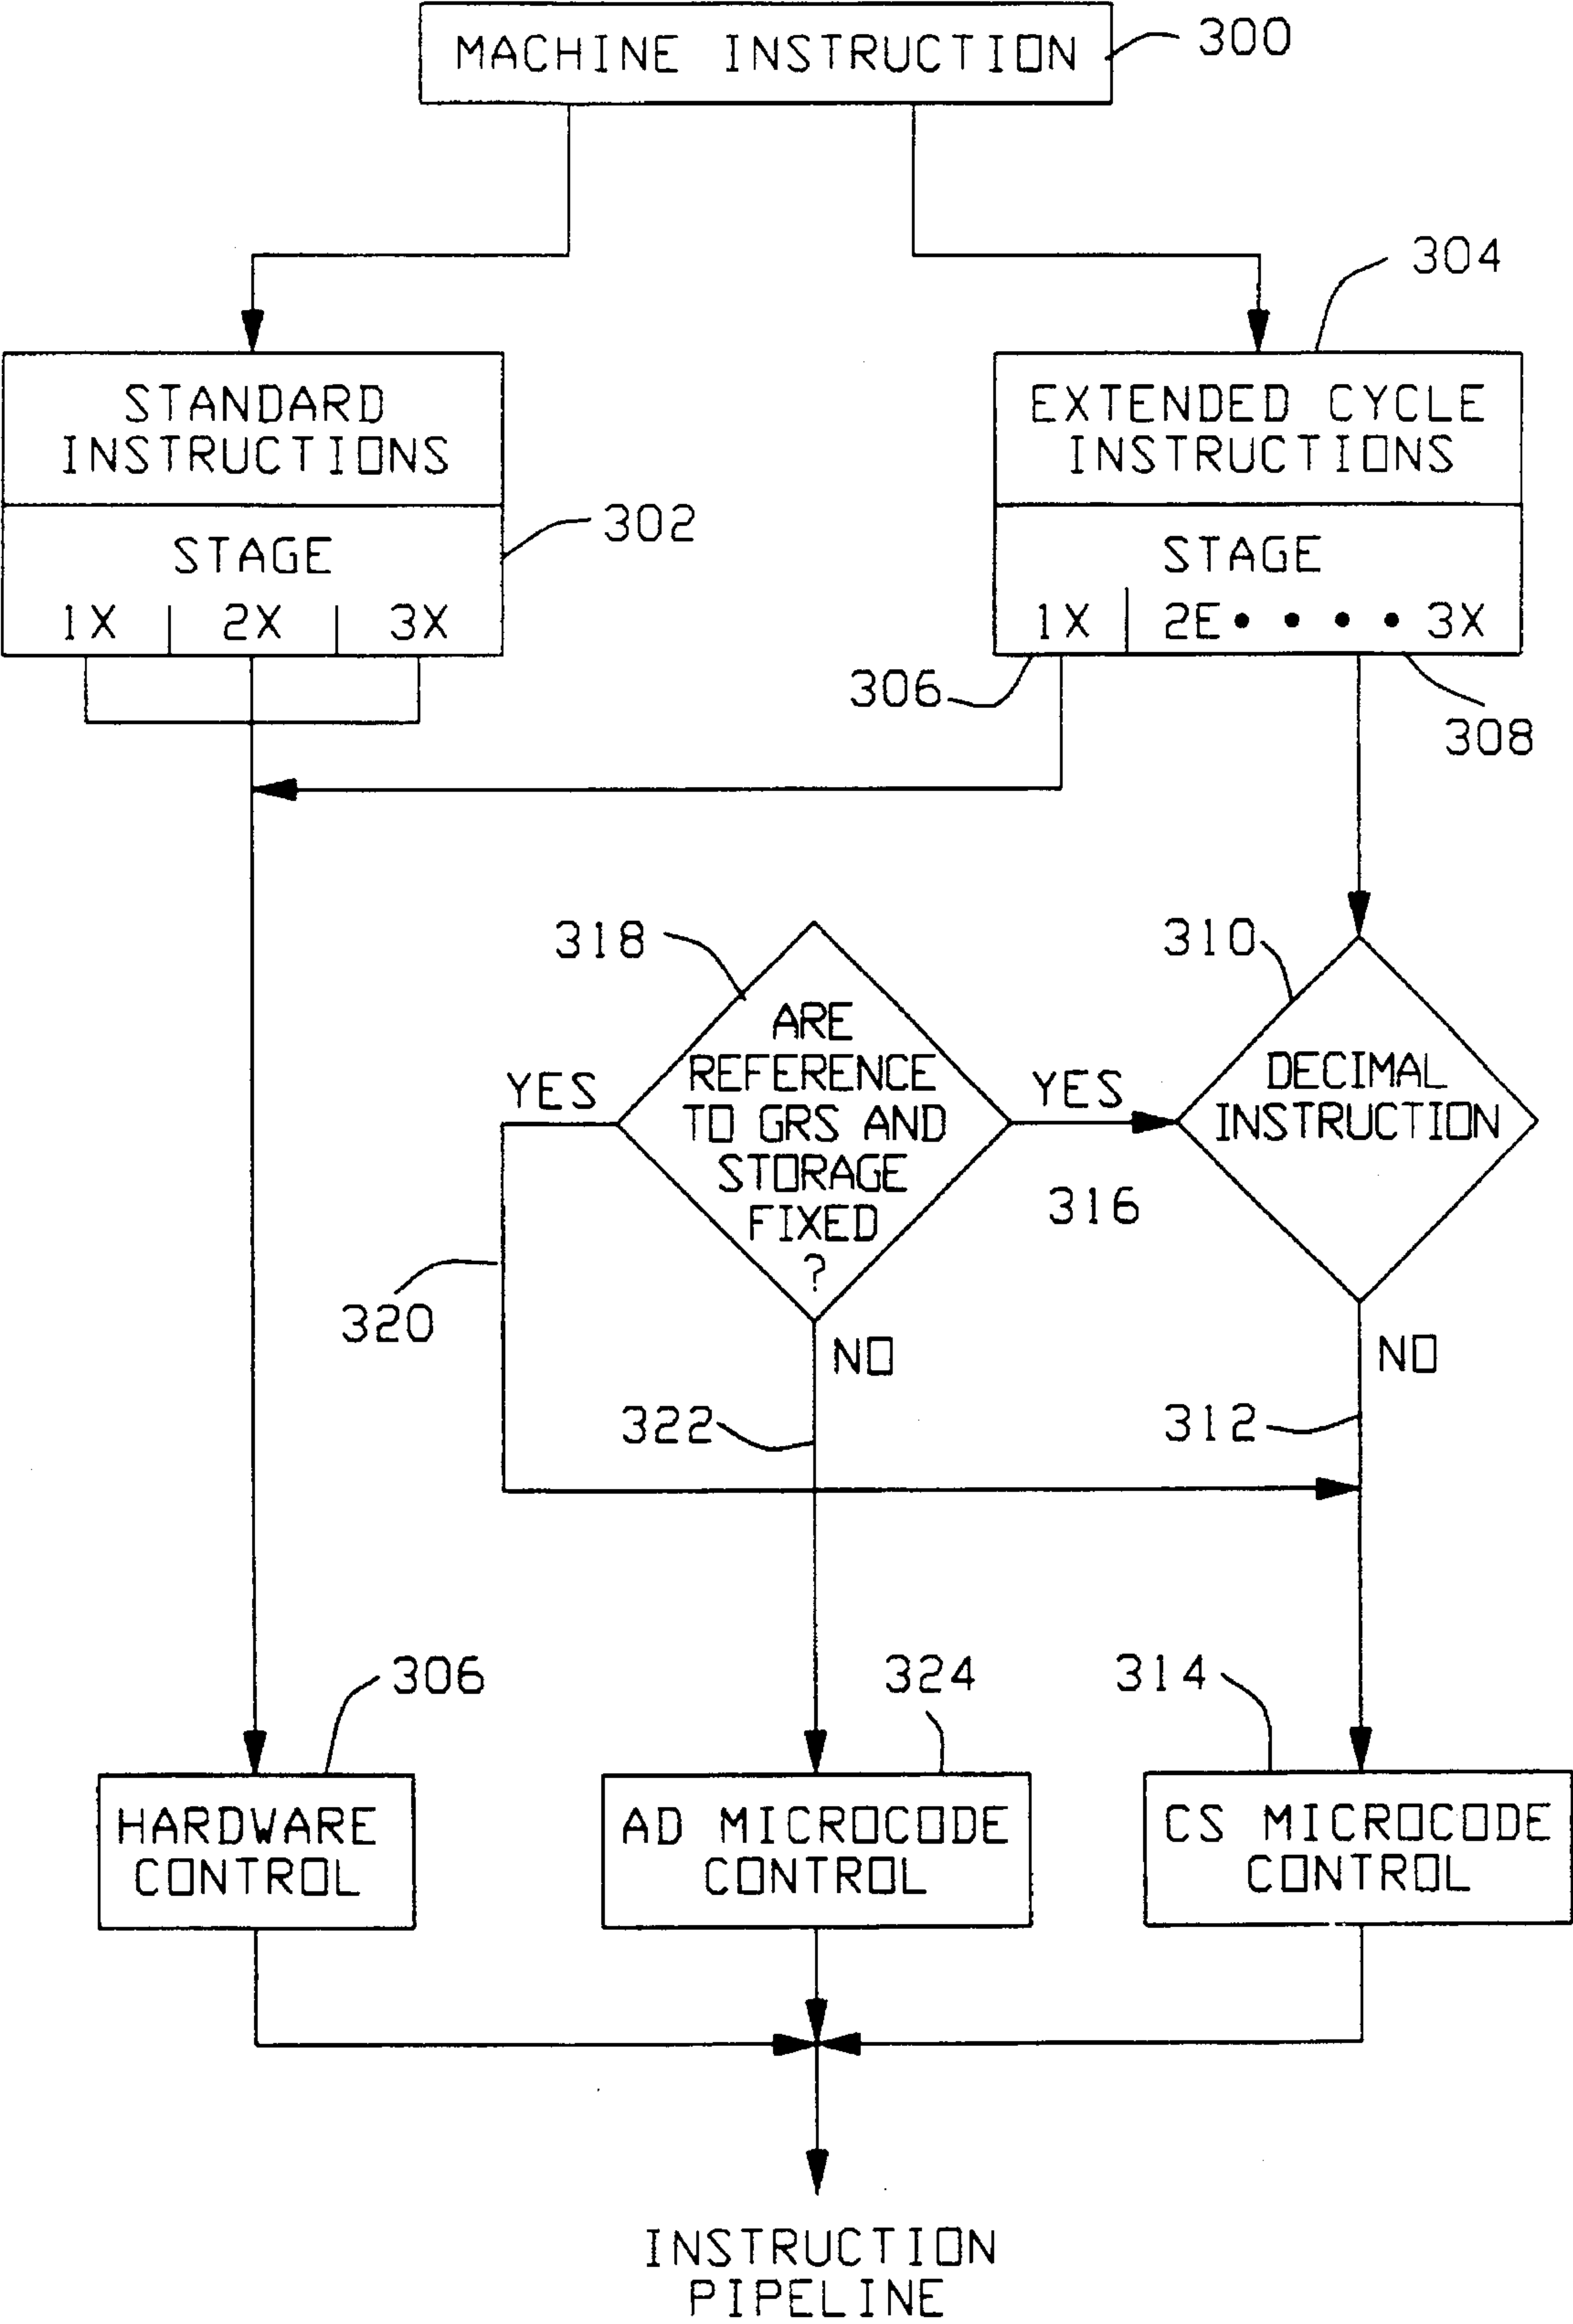 MACHINE INSTRUCTION
300
304
STANDARD
INSTRUCTIONS
EXTENDED CYCLE
INSTRUCTIONS
302
STAGE
1X | 2X | 3X
STAGE
1X | 2E • • • • 3X
306
308
318
310
ARE
REFERENCE
TO GRS AND
STORAGE
FIXED
?
YES
YES
DECIMAL
INSTRUCTION
316
320
NO
NO
322
312
306
324
314
HARDWARE
CONTROL
AD MICROCODE
CONTROL
CS MICROCODE
CONTROL
INSTRUCTION
PIPELINE